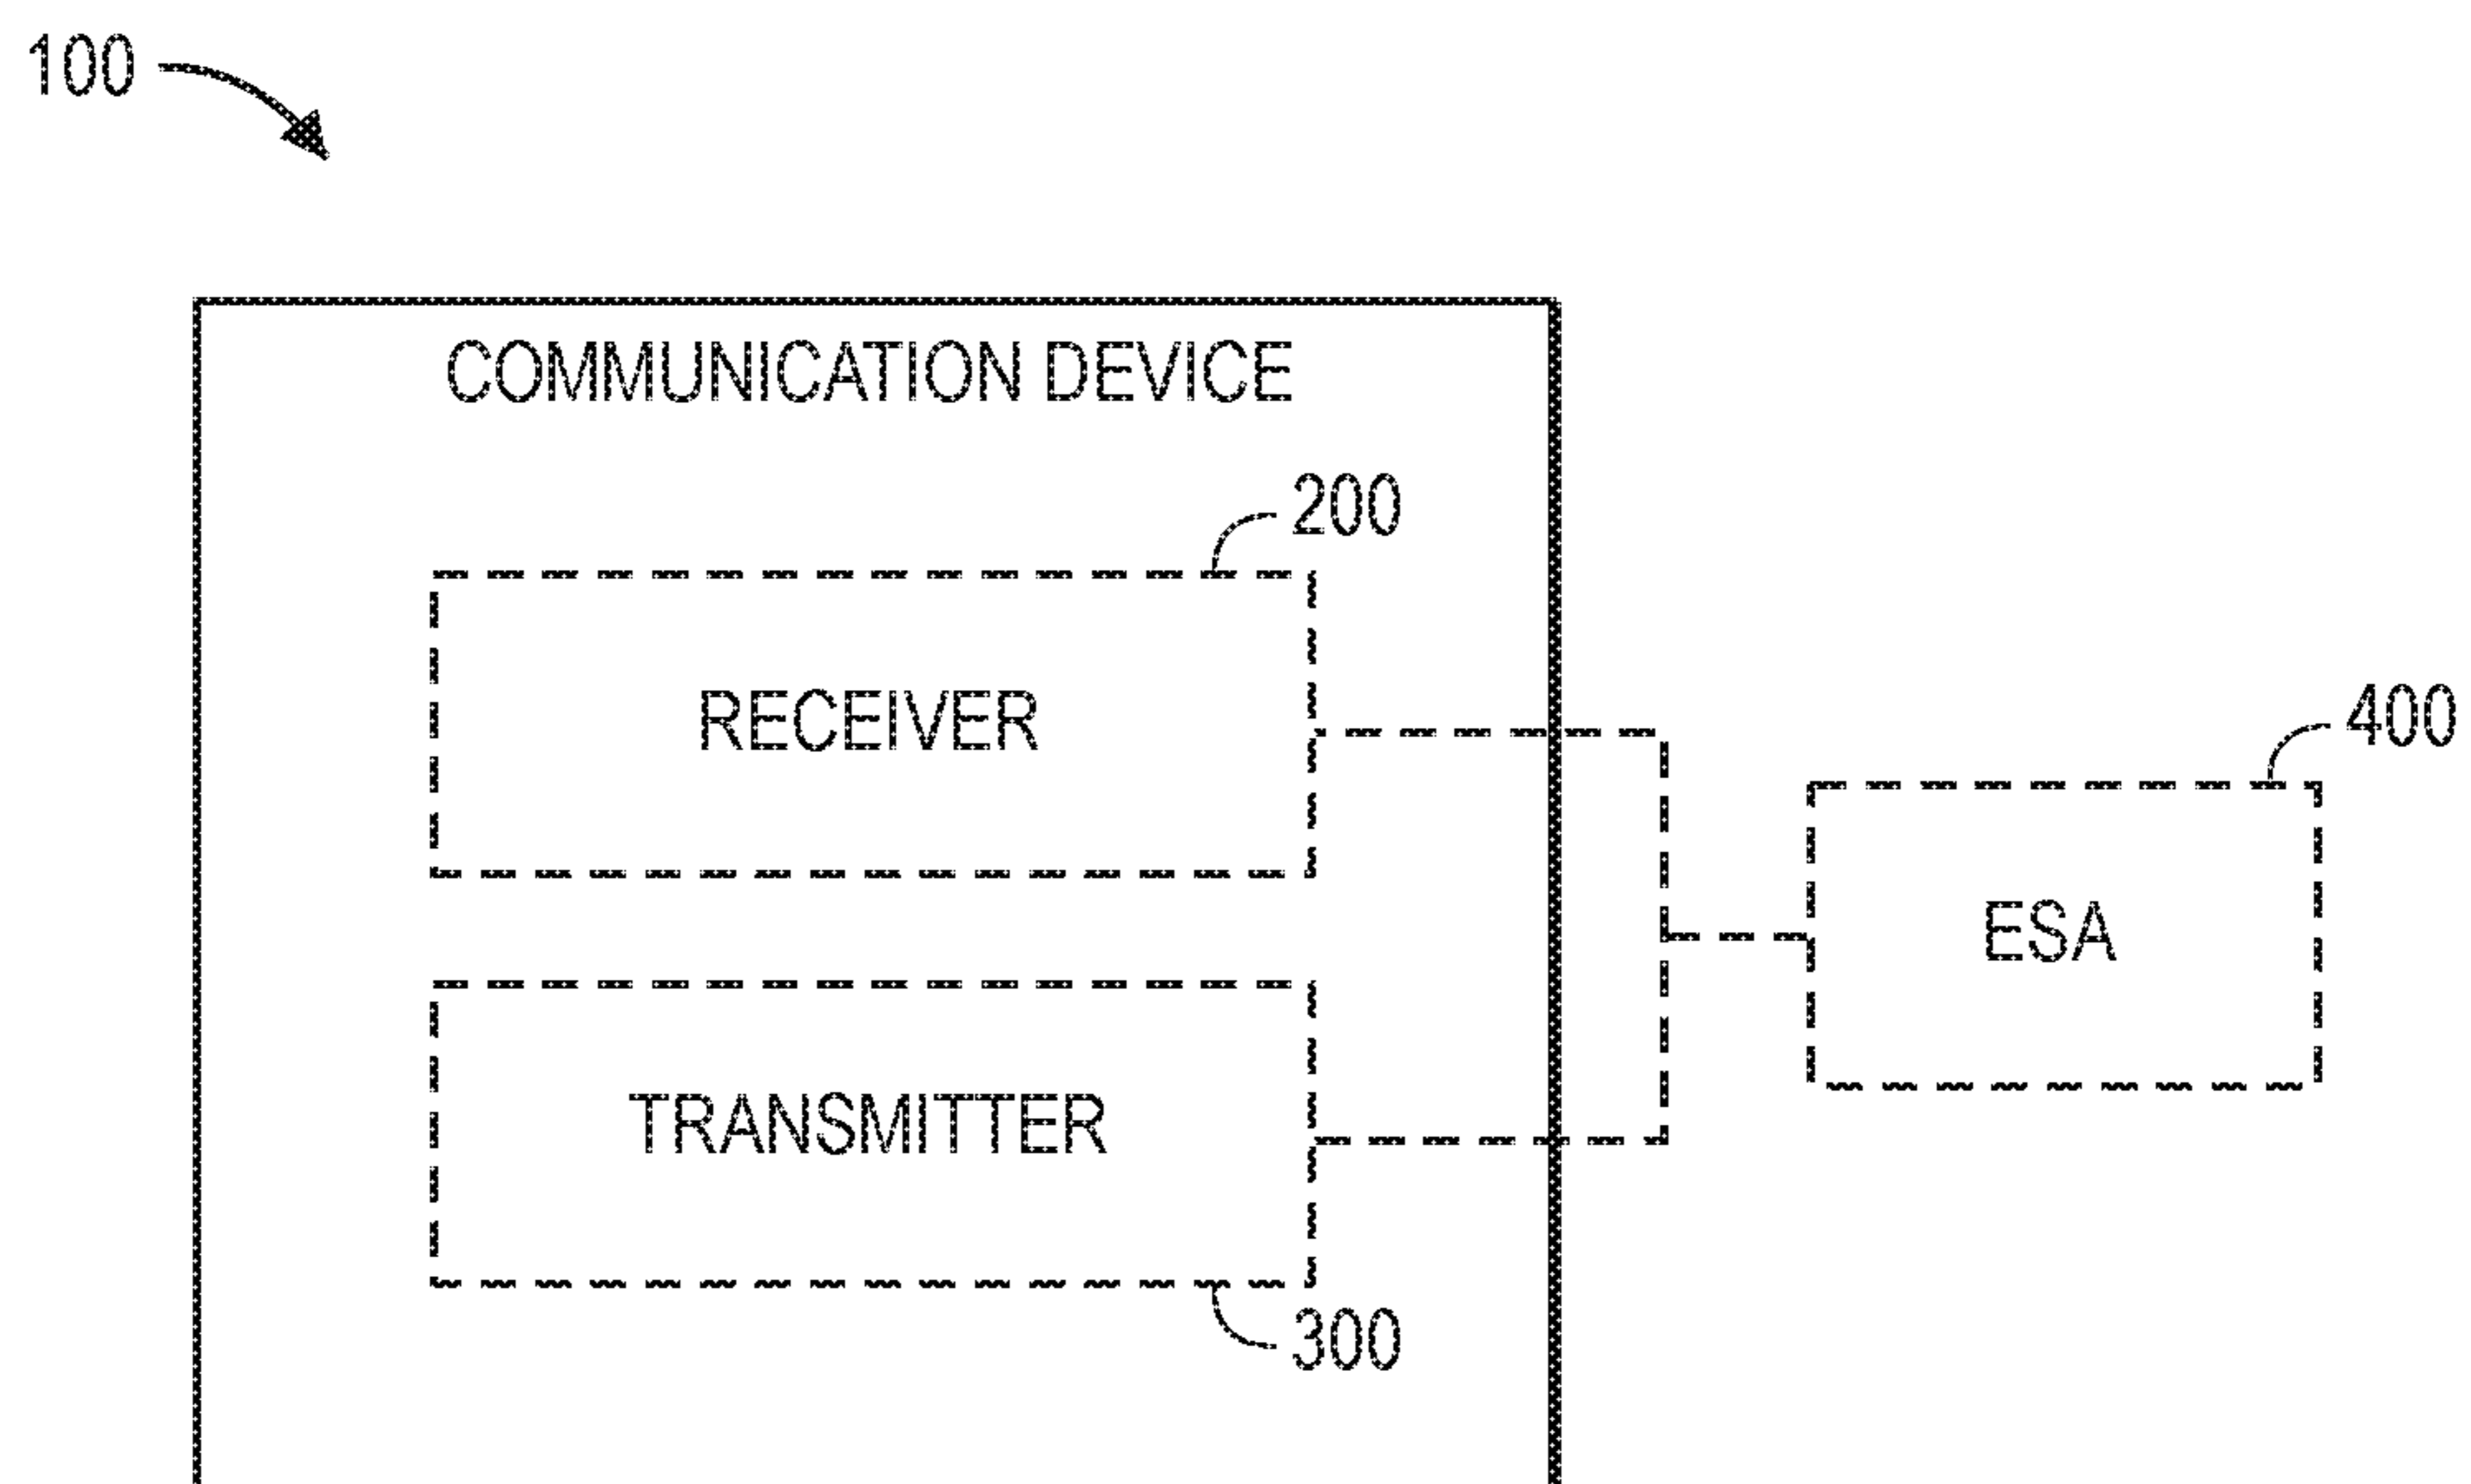 100
COMMUNICATION DEVICE
200
RECEIVER
400
ESA
TRANSMITTER
300